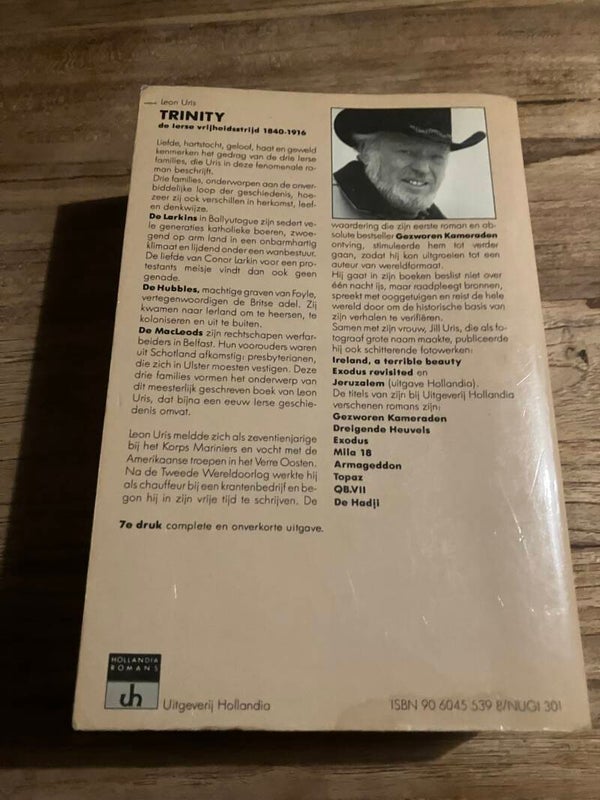 Leon Uris
TRINITY
de Ierse vrijheidsstrijd 1840-1916
Liefde, hartstocht, geloof, haat en geweld
kenmerken het gedrag van de drie Ierse
families, die Uris in deze fenomenale ro-
man beschrijft.
Drie families, onderworpen aan de onver-
biddelijke loop der geschiedenis, hoe-
zeer zij ook verschillen in herkomst, leef-
en denkwijze.
De Larkins in Ballyutogue zijn sedert ve-
le generaties katholieke boeren, zwoe-
gend op arm land in een onbarmhartig
klimaat en lijdend onder een wanbestuur.
De liefde van Conor Larkin voor een pro-
testants meisje vindt dan ook geen
genade.
De Hubbles, machtige graven van Foyle,
vertegenwoordigen de Britse adel. Zij
kwamen naar Ierland om te heersen, te
koloniseren en uit te buiten.
De MacLeods zijn rechtschapen werfar-
beiders in Belfast. Hun voorouders waren
uit Schotland afkomstig: presbyterianen,
die zich in Ulster moesten vestigen. Deze
drie families vormen het onderwerp van
dit meesterlijk geschreven boek van Leon
Uris, dat bijna een eeuw Ierse geschie-
denis omvat.
Leon Uris meldde zich als zeventienjarige
bij het Korps Mariniers en vocht met de
Amerikaanse troepen in het Verre Oosten.
Na de Tweede Wereldoorlog werkte hij
als chauffeur bij een krantenbedrijf en be-
gon hij in zijn vrije tijd te schrijven. De
waardering die zijn eerste roman en ab-
solute bestseller Gezworen Kameraden
ontving, stimuleerde hem tot verder
gaan, zodat hij kon uitgroeien tot een
auteur van wereldformaat.
Hij gaat in zijn boeken beslist niet over
één nacht ijs, maar raadpleegt bronnen,
spreekt met ooggetuigen en reist de hele
wereld door om de historische basis van
zijn verhalen te verifiëren.
Samen met zijn vrouw, Jill Uris, die als fo-
tograaf grote naam maakte, publiceerde
hij ook schitterende fotowerken:
Ireland, a terrible beauty
Exodus revisited en
Jeruzalem (uitgave Hollandia).
De titels van zijn bij Uitgeverij Hollandia
verschenen romans zijn:
Gezworen Kameraden
Dreigende Heuvels
Exodus
Mila 18
Armageddon
Topaz
QB.VII
De Hadji
7e druk complete en onverkorte uitgave.
HOLLANDIA
ROMANS
uh
Uitgeverij Hollandia
ISBN 90 6045 539 8/NUGI 301